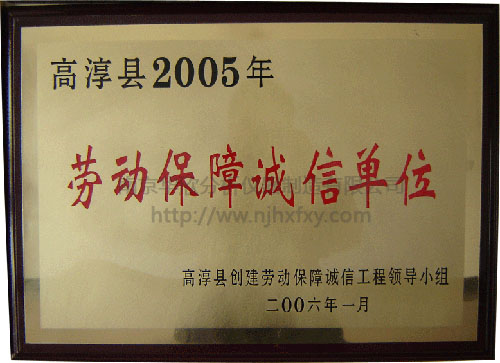 高淳县2005年
劳动保障诚信单位
http://www.njhxfxy.com
高淳县创建劳动保障诚信工程领导小组
二〇〇六年一月